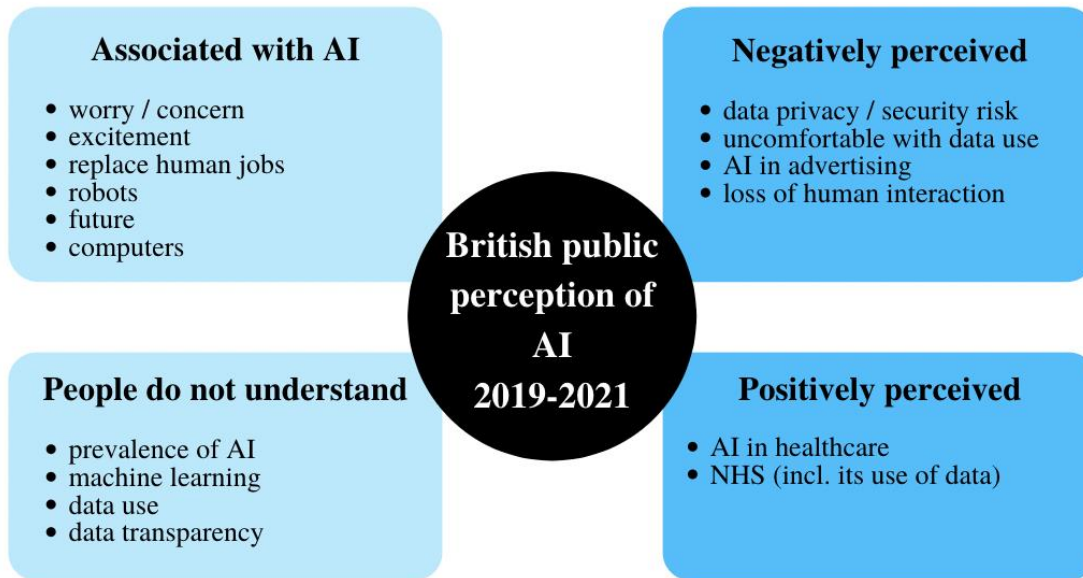 Associated with AI
• worry / concern
• excitement
• replace human jobs
• robots
• future
• computers
Negatively perceived
• data privacy / security risk
• uncomfortable with data use
• AI in advertising
• loss of human interaction
British public
perception of
AI
2019-2021
People do not understand
• prevalence of AI
• machine learning
• data use
• data transparency
Positively perceived
• AI in healthcare
• NHS (incl. its use of data)